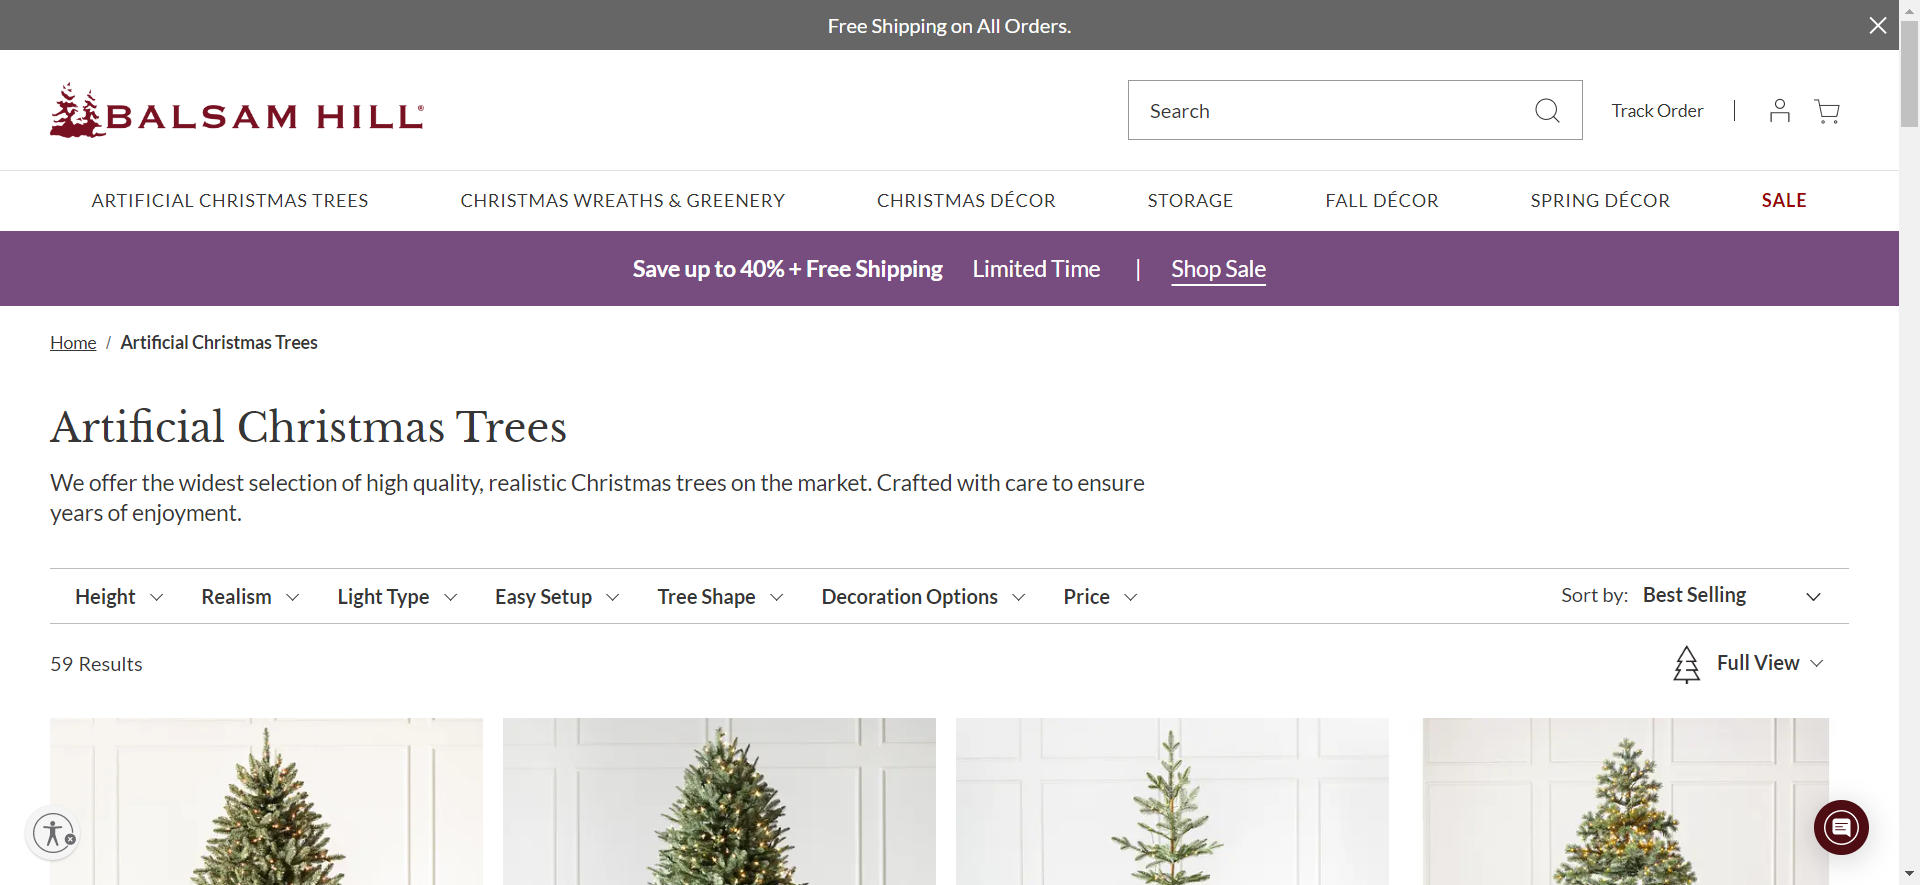 Free Shipping on All Orders.
BALSAM HILL®
Search
Track Order
ARTIFICIAL CHRISTMAS TREES
CHRISTMAS WREATHS & GREENERY
CHRISTMAS DÉCOR
STORAGE
FALL DÉCOR
SPRING DÉCOR
SALE
Save up to 40% + Free Shipping Limited Time | Shop Sale
Home / Artificial Christmas Trees
Artificial Christmas Trees
We offer the widest selection of high quality, realistic Christmas trees on the market. Crafted with care to ensure
years of enjoyment.
Height
Realism
Light Type
Easy Setup
Tree Shape
Decoration Options
Price
Sort by: Best Selling
59 Results
Full View